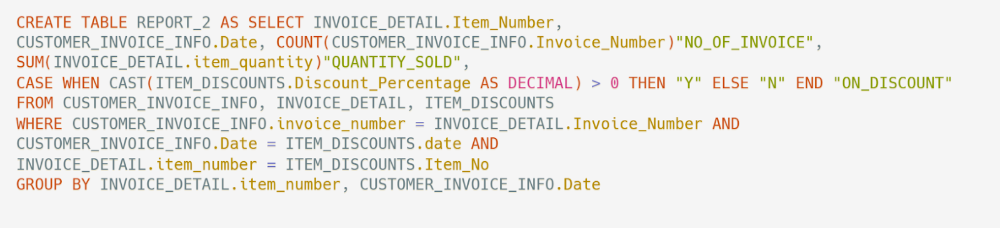 CREATE TABLE REPORT_2 AS SELECT INVOICE_DETAIL.Item_Number,
CUSTOMER_INVOICE_INFO.Date, COUNT(CUSTOMER_INVOICE_INFO.Invoice_Number)"NO_OF_INVOICE",
SUM(INVOICE_DETAIL.item_quantity)"QUANTITY_SOLD",
CASE WHEN CAST(ITEM_DISCOUNTS.Discount_Percentage AS DECIMAL) > 0 THEN "Y" ELSE "N" END "ON_DISCOUNT"
FROM CUSTOMER_INVOICE_INFO, INVOICE_DETAIL, ITEM_DISCOUNTS
WHERE CUSTOMER_INVOICE_INFO.invoice_number = INVOICE_DETAIL.Invoice_Number AND
CUSTOMER_INVOICE_INFO.Date = ITEM_DISCOUNTS.date AND
INVOICE_DETAIL.item_number = ITEM_DISCOUNTS.Item_No
GROUP BY INVOICE_DETAIL.item_number, CUSTOMER_INVOICE_INFO.Date